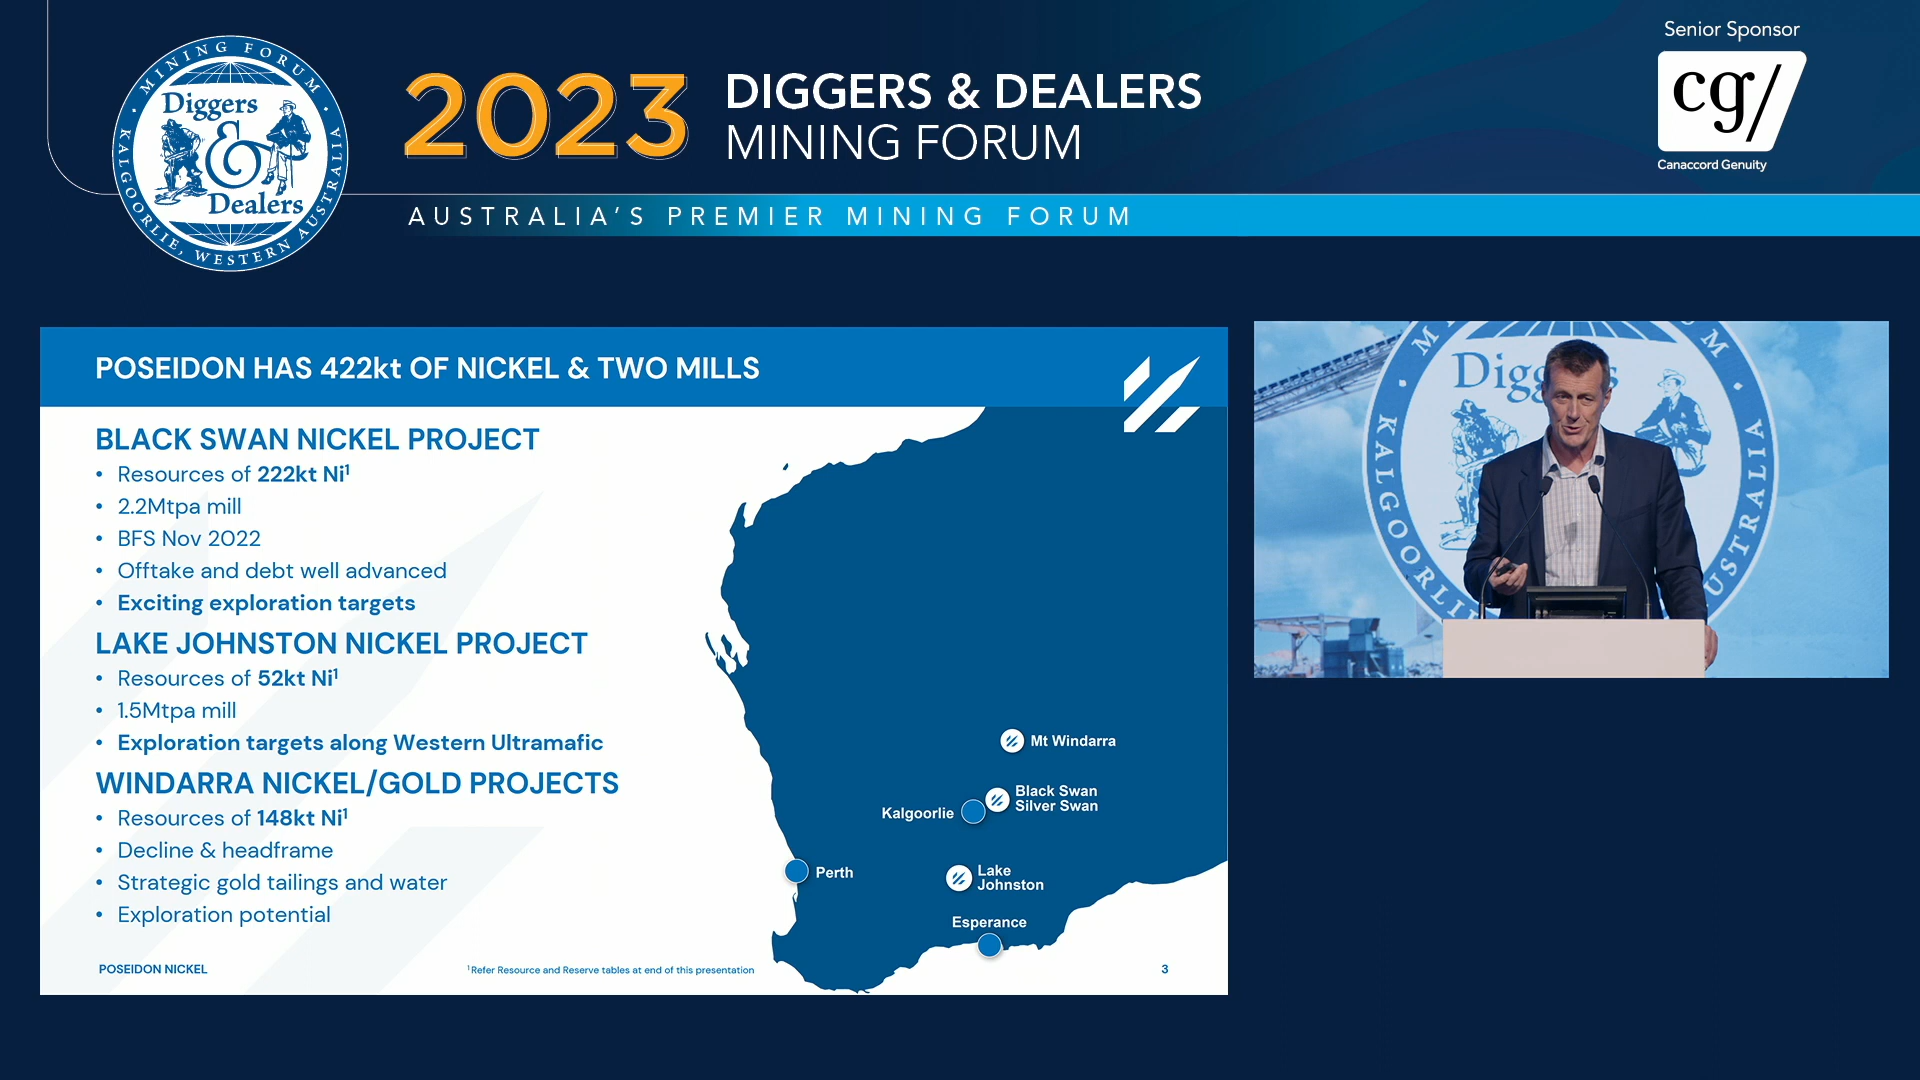 MINING FORUM
Diggers
&
Dealers
KALGOORLIE, WESTERN AUSTRALIA
2023
DIGGERS & DEALERS
MINING FORUM
AUSTRALIA'S PREMIER MINING FORUM
Senior Sponsor
cg/
Canaccord Genuity
POSEIDON HAS 422kt OF NICKEL & TWO MILLS
BLACK SWAN NICKEL PROJECT
• Resources of 222kt Ni¹
• 2.2Mtpa mill
• BFS Nov 2022
• Offtake and debt well advanced
• Exciting exploration targets
LAKE JOHNSTON NICKEL PROJECT
• Resources of 52kt Ni¹
• 1.5Mtpa mill
• Exploration targets along Western Ultramafic
WINDARRA NICKEL/GOLD PROJECTS
• Resources of 148kt Ni¹
• Decline & headframe
• Strategic gold tailings and water
• Exploration potential
Mt Windarra
Black Swan
Silver Swan
Kalgoorlie
Perth
Lake
Johnston
Esperance
POSEIDON NICKEL
¹Refer Resource and Reserve tables at end of this presentation
3